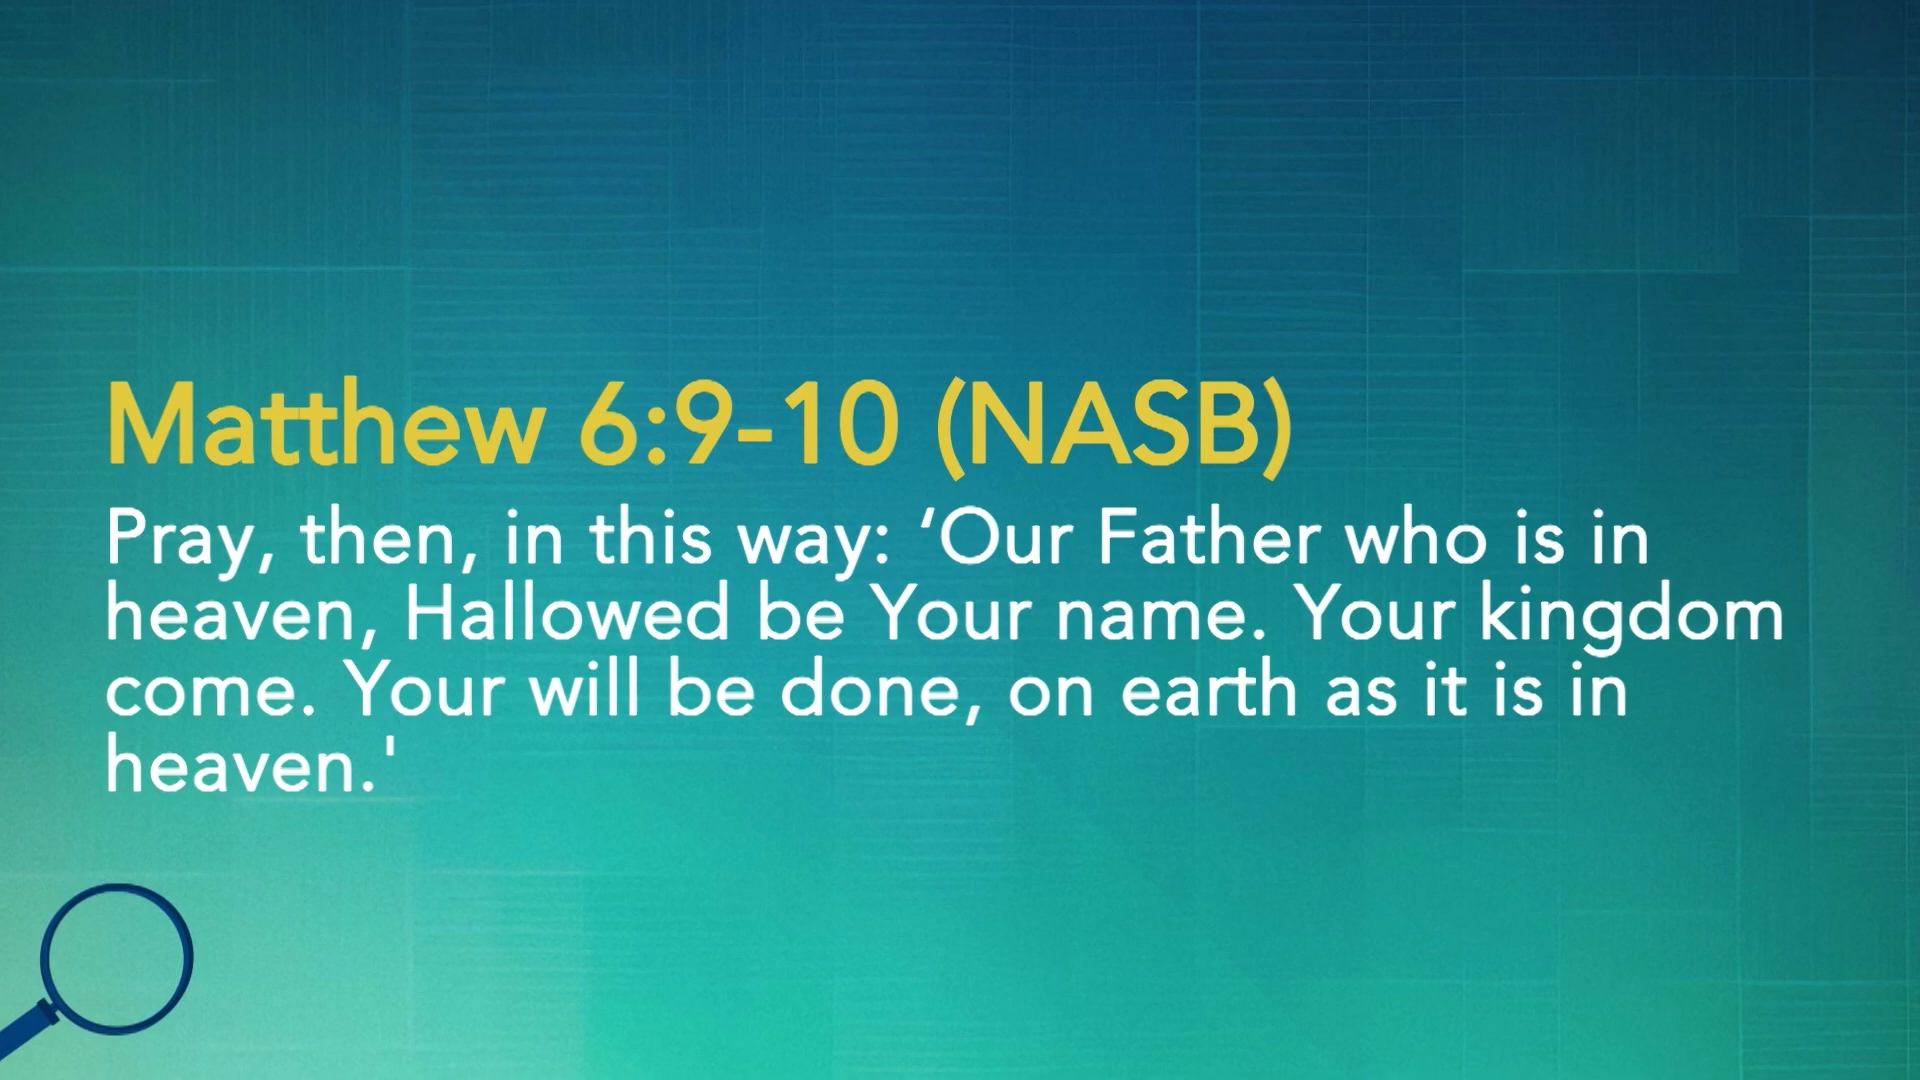 Matthew 6:9-10 (NASB)
Pray, then, in this way: ‘Our Father who is in
heaven, Hallowed be Your name. Your kingdom
come. Your will be done, on earth as it is in
heaven.'